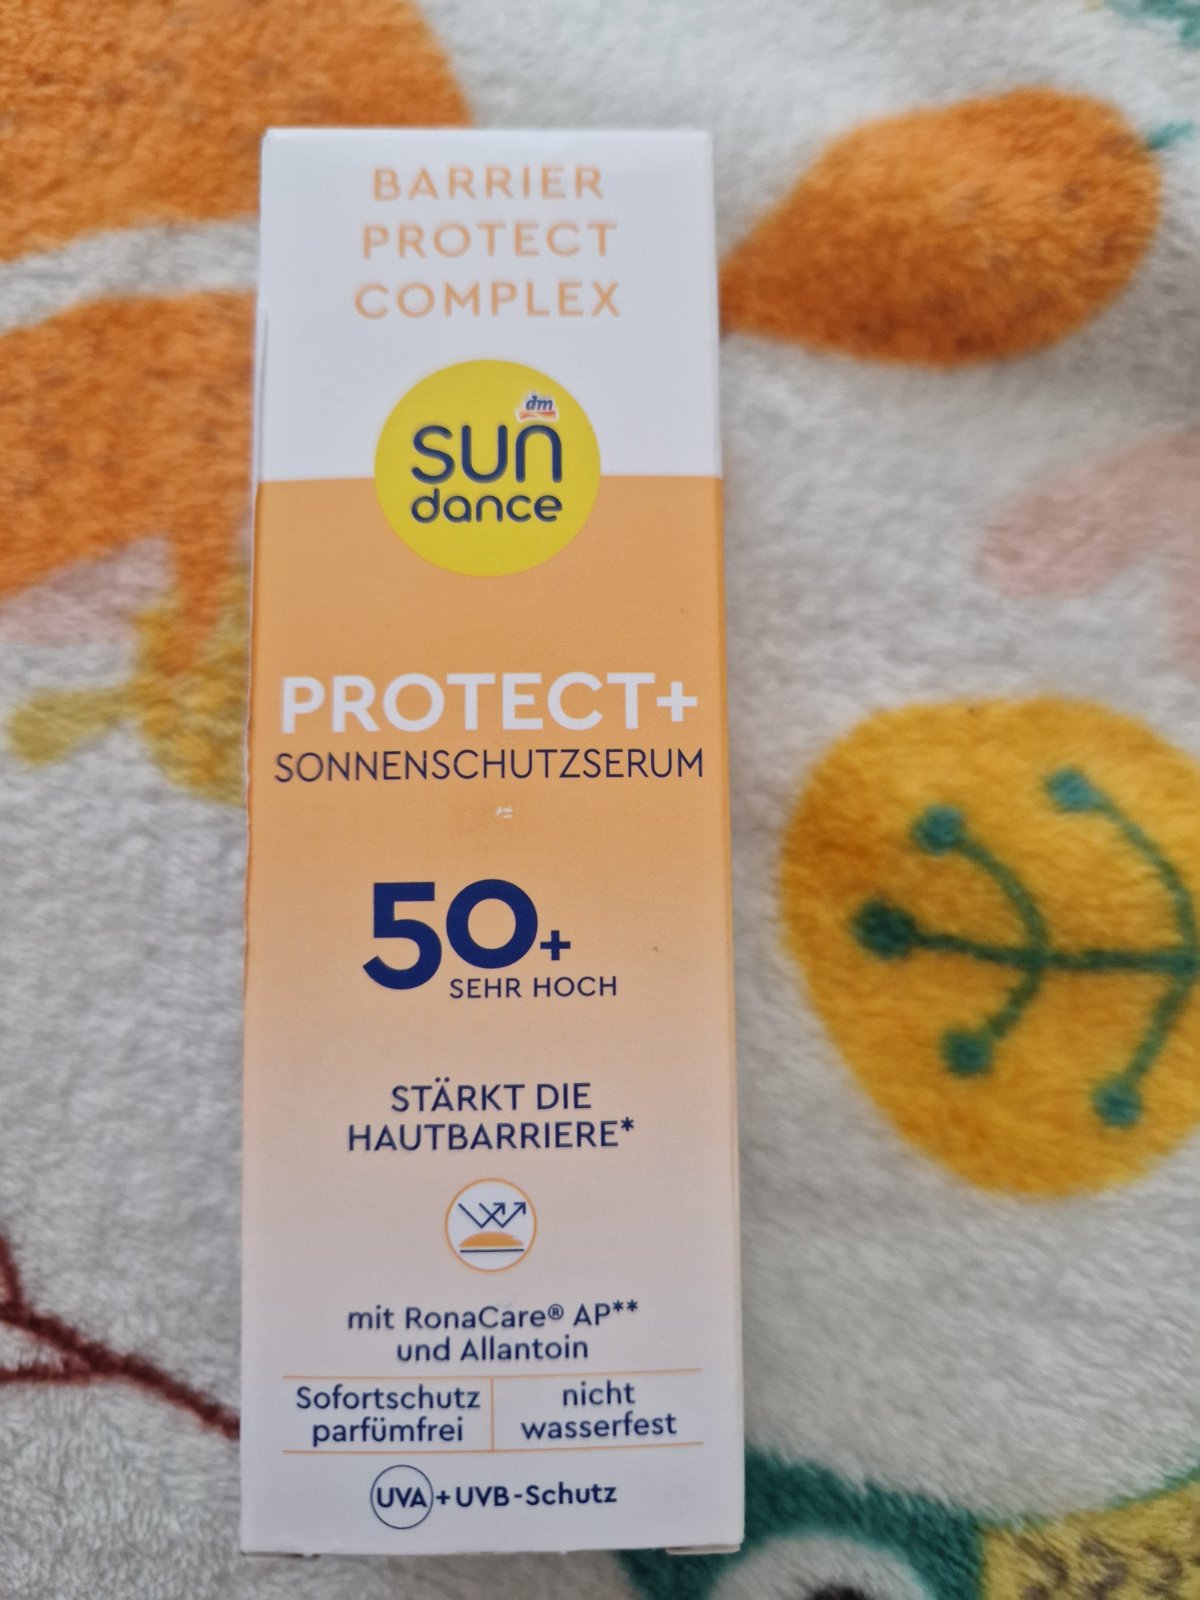 BARRIER
PROTECT
COMPLEX
dm
SUN
dance
PROTECT+
SONNENSCHUTZSERUM
50+
SEHR HOCH
STÄRKT DIE
HAUTBARRIERE*
mit RonaCare® AP**
und Allantoin
Sofortschutz
parfümfrei
nicht
wasserfest
UVA + UVB-Schutz